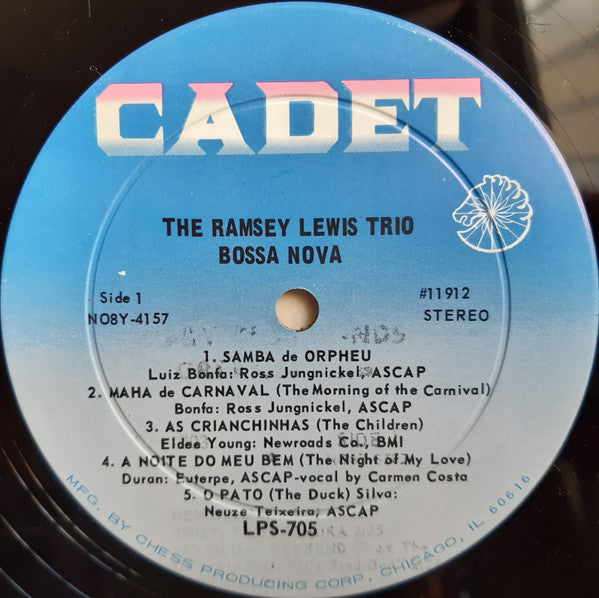 CADET
THE RAMSEY LEWIS TRIO
BOSSA NOVA
Side 1
NO8Y-4157
#11912
STEREO
1. SAMBA de ORPHEU
Luiz Bonfa: Ross Jungnickel, ASCAP
2. MAHA de CARNAVAL (The Morning of the Carnival)
Bonfa: Ross Jungnickel, ASCAP
3. AS CRIANCHINHAS (The Children)
Eldee Young: Newroads Co., BMI
4. A NOITE DO MEU BEM (The Night of My Love)
Duran: Euterpe, ASCAP-vocal by Carmen Costa
5. O PATO (The Duck) Silva:
Neuze Teixeira; ASCAP
LPS-705
MFG. BY CHESS PRODUCING CORP. CHICAGO, IL 60616